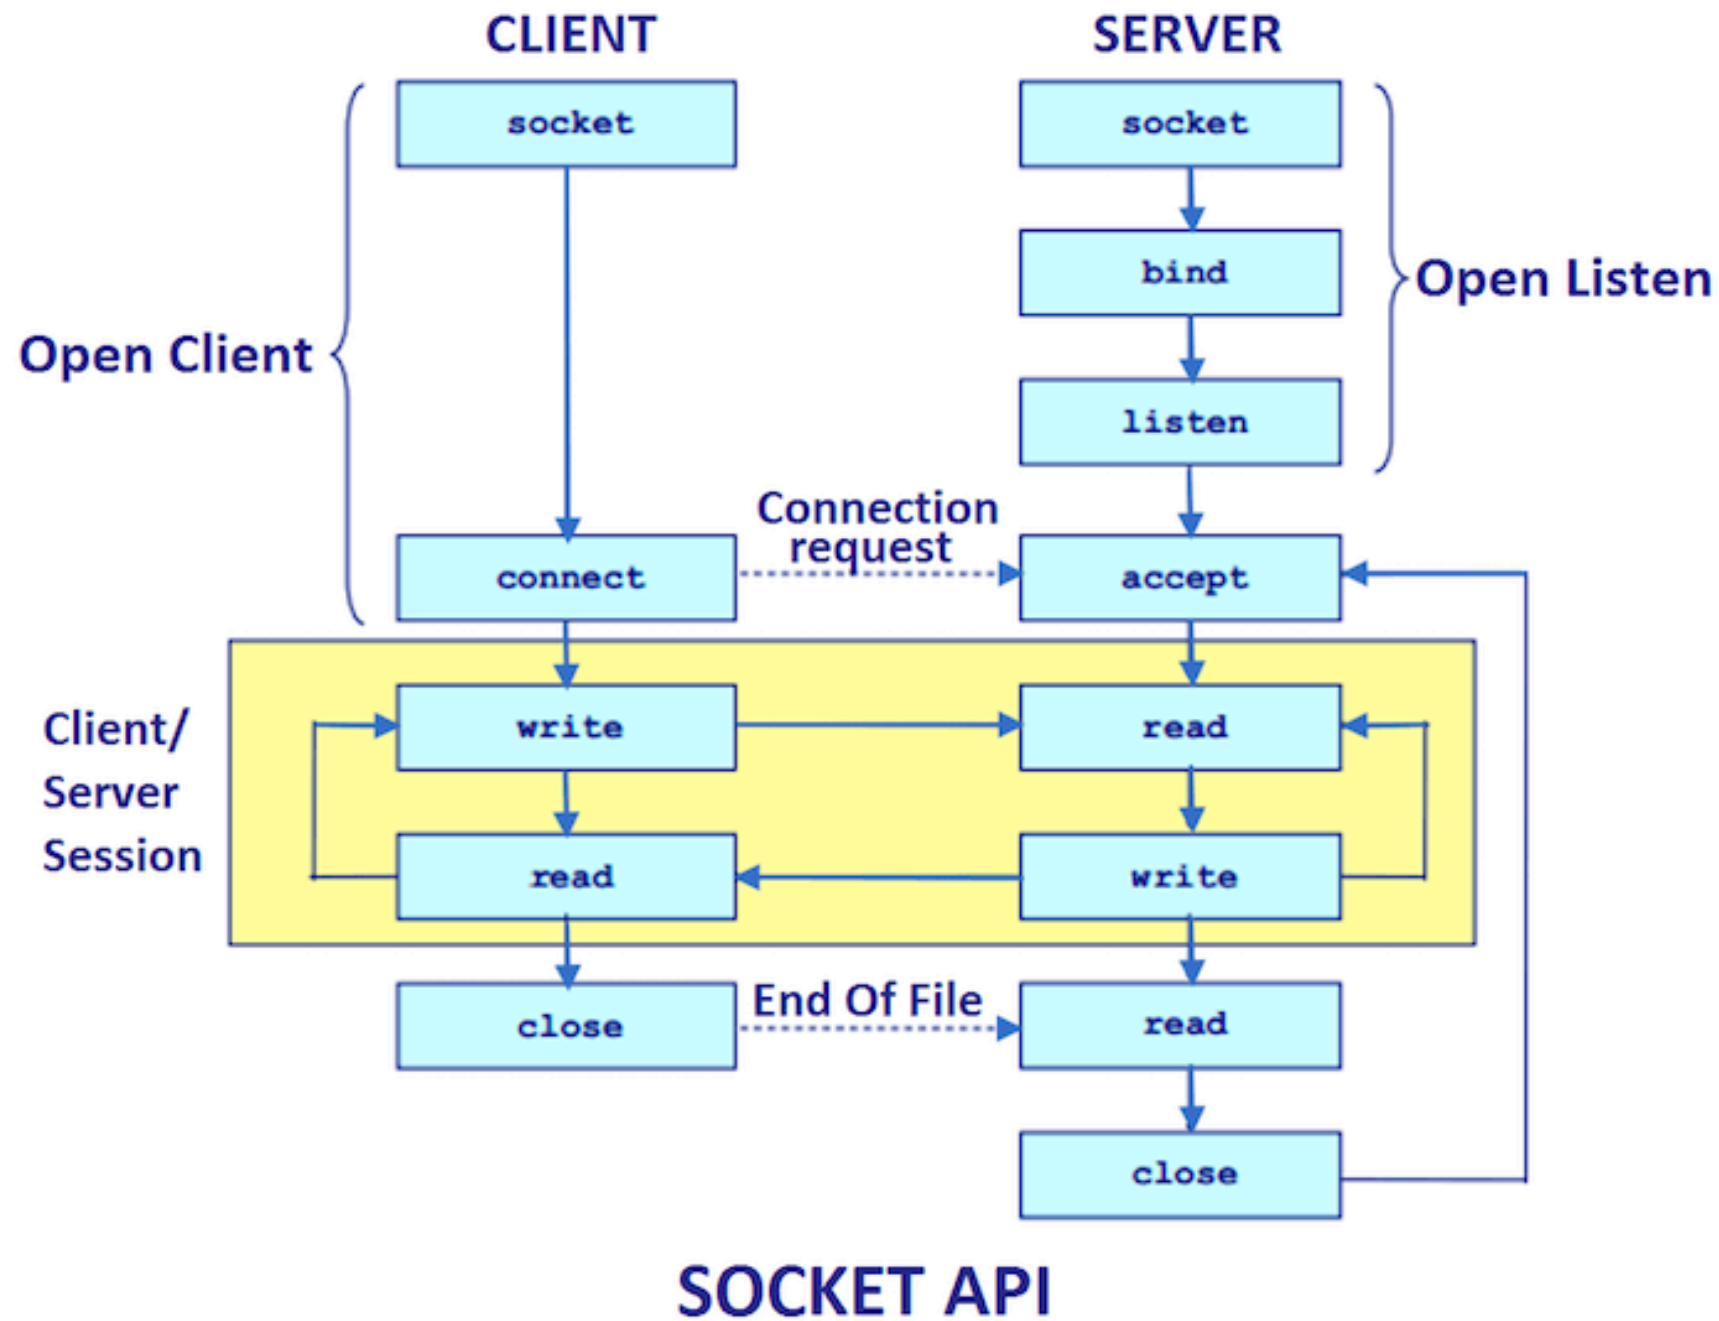 CLIENT
SERVER
socket
socket
bind
Open Listen
Open Client
listen
Connection
request
connect
accept
Client/
Server
Session
write
read
read
write
End Of File
close
read
close
SOCKET API